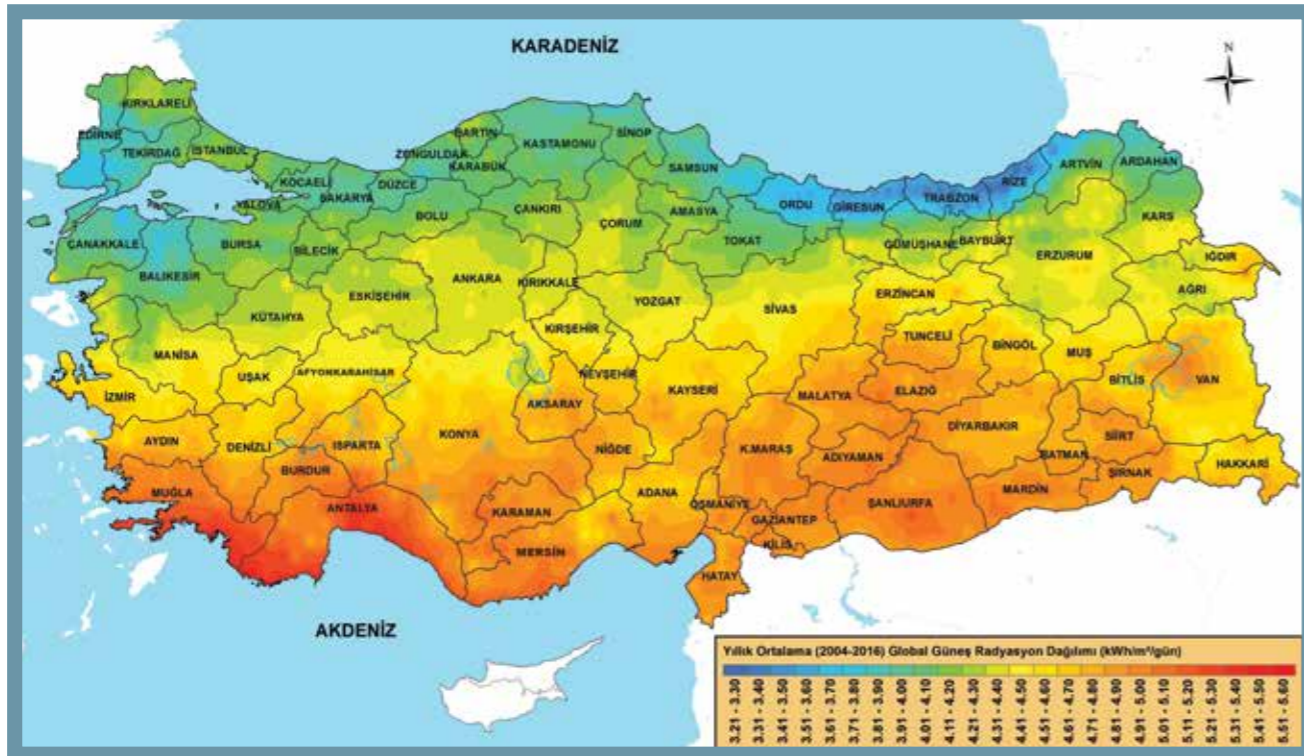 KARADENİZ
N
KIRKLARELİ
EDİRNE
TEKİRDAĞ
İSTANBUL
KOCAELİ
YALOVA
SAKARYA
DÜZCE
ZONGULDAK
BARTIN
KARABÜK
KASTAMONU
SİNOP
SAMSUN
ORDU
GİRESUN
TRABZON
RİZE
ARTVİN
ARDAHAN
ÇANAKKALE
BALIKESİR
BURSA
BİLECİK
BOLU
ÇANKIRI
ÇORUM
AMASYA
TOKAT
GÜMÜŞHANE
BAYBURT
ERZURUM
KARS
IĞDIR
AĞRI
KÜTAHYA
ESKİŞEHİR
ANKARA
KIRIKKALE
YOZGAT
SİVAS
ERZİNCAN
TUNCELİ
BİNGÖL
MUŞ
BİTLİS
VAN
MANİSA
UŞAK
AFYONKARAHİSAR
KIRŞEHİR
NEVŞEHİR
KAYSERİ
MALATYA
ELAZIĞ
İZMİR
AYDIN
DENİZLİ
ISPARTA
BURDUR
KONYA
AKSARAY
NİĞDE
K.MARAŞ
ADIYAMAN
DİYARBAKIR
BATMAN
SİİRT
ŞIRNAK
HAKKARİ
MUĞLA
ANTALYA
KARAMAN
MERSİN
ADANA
OSMANİYE
GAZİANTEP
KİLİS
HATAY
ŞANLIURFA
MARDİN
AKDENİZ
Yıllık Ortalama (2004-2016) Global Güneş Radyasyon Dağılımı (kWh/m²/gün)
3.21 - 3.30
3.31 - 3.40
3.41 - 3.50
3.51 - 3.60
3.61 - 3.70
3.71 - 3.80
3.81 - 3.90
3.91 - 4.00
4.01 - 4.10
4.11 - 4.20
4.21 - 4.30
4.31 - 4.40
4.41 - 4.50
4.51 - 4.60
4.61 - 4.70
4.71 - 4.80
4.81 - 4.90
4.91 - 5.00
5.01 - 5.10
5.11 - 5.20
5.21 - 5.30
5.31 - 5.40
5.41 - 5.50
5.51 - 5.60